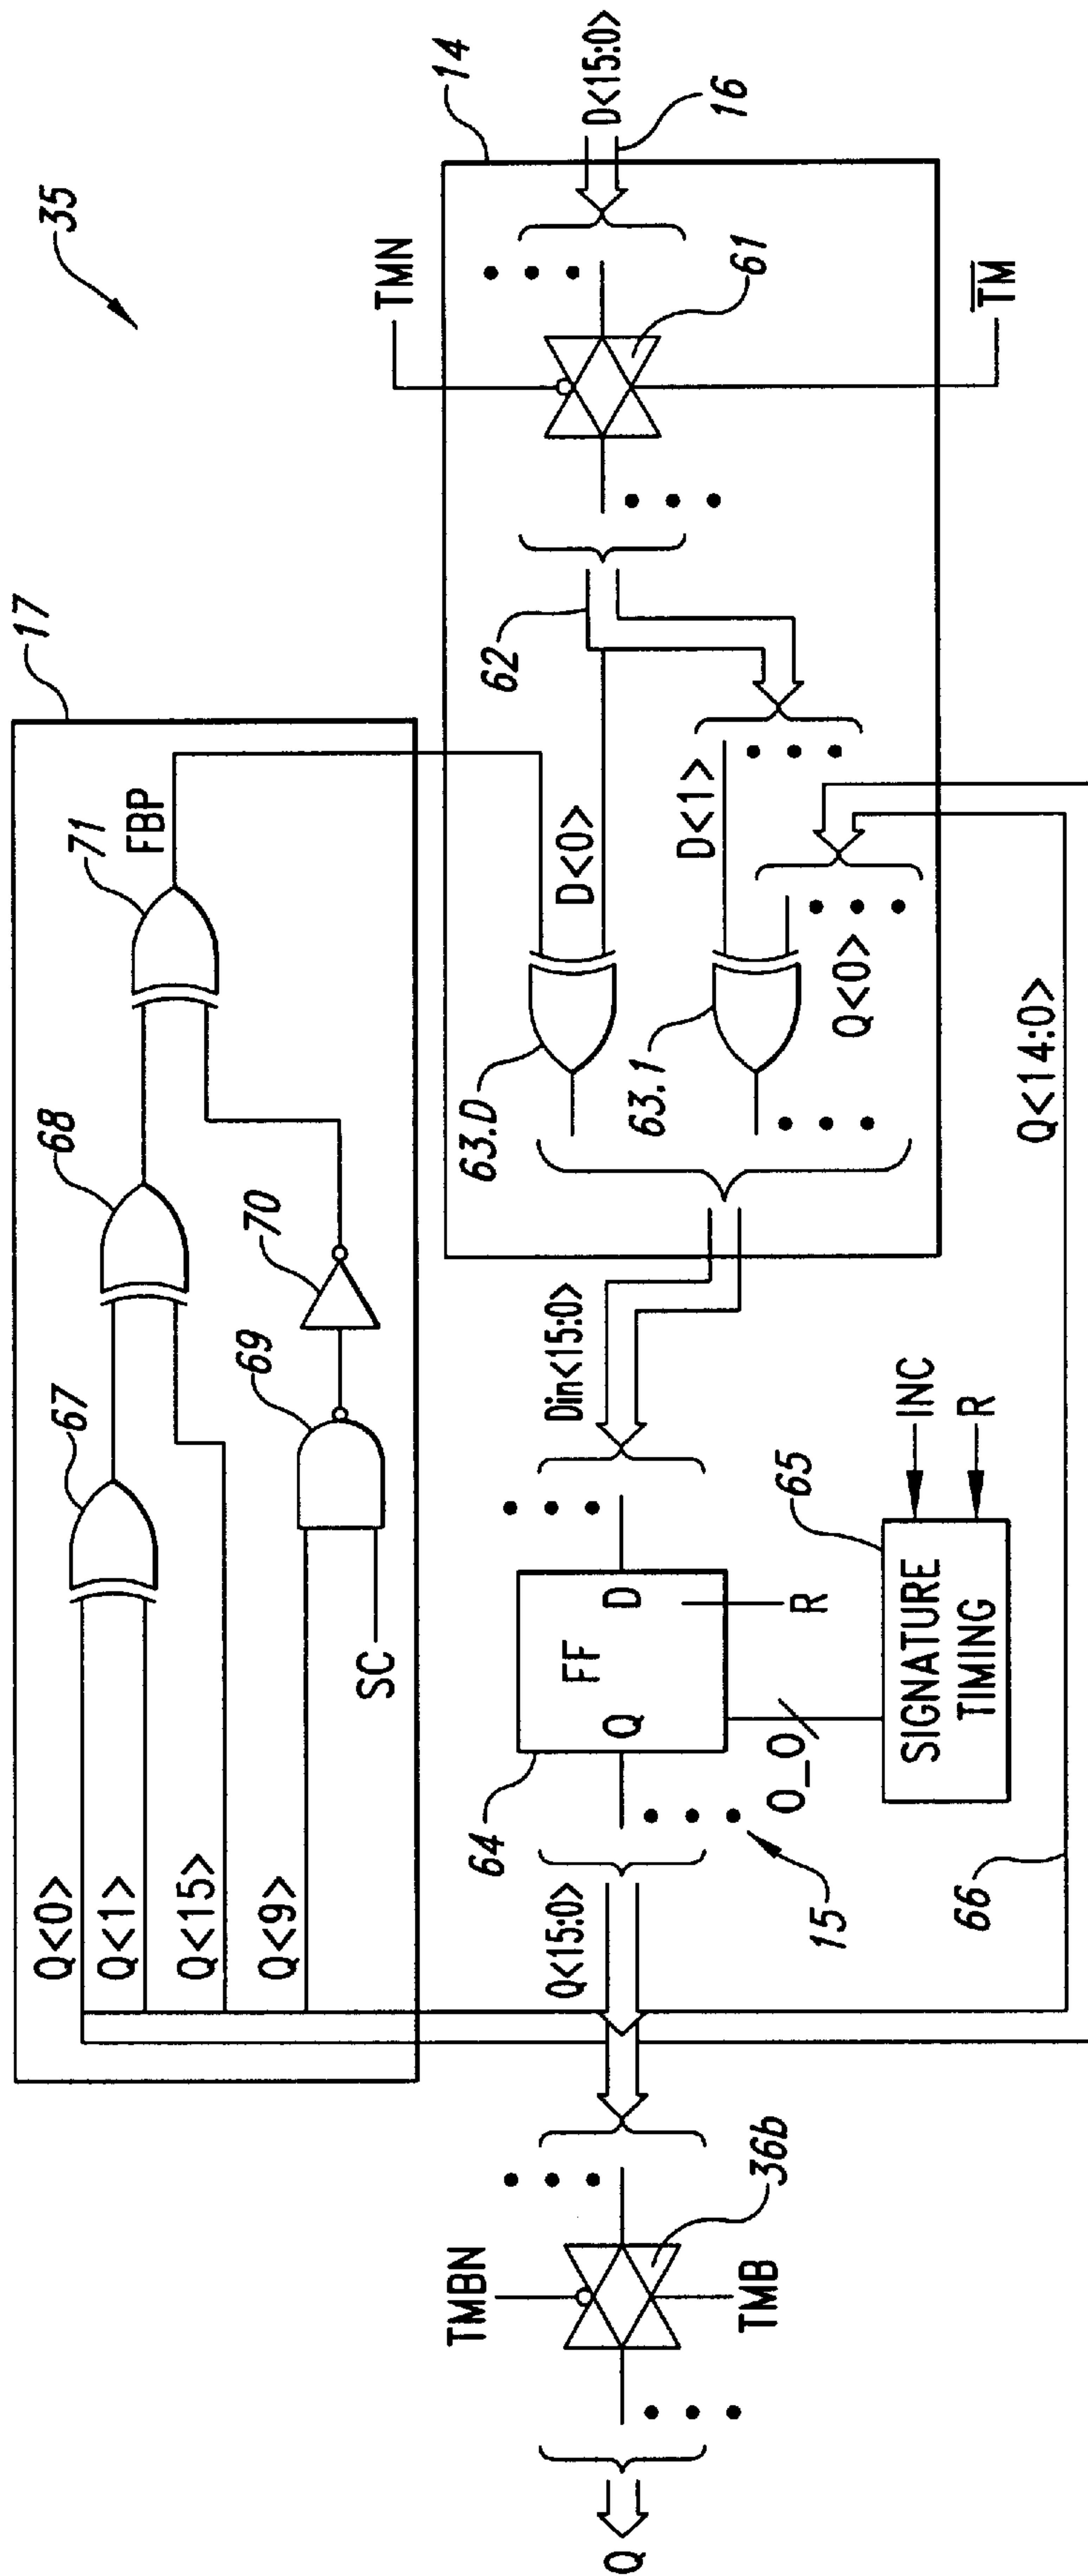 35
17
Q<0>
Q<1>
Q<15>
Q<9>
SC
67
68
69
70
71
FBP
14
TMN
D<15:0>
16
61
TM
62
D<0>
D<1>
63.D
63.1
Q<0>
Q<14:0>
Din<15:0>
D
FF
Q
R
64
O_O
15
SIGNATURE
TIMING
65
INC
R
66
Q<15:0>
TMBN
TMB
36b
Q